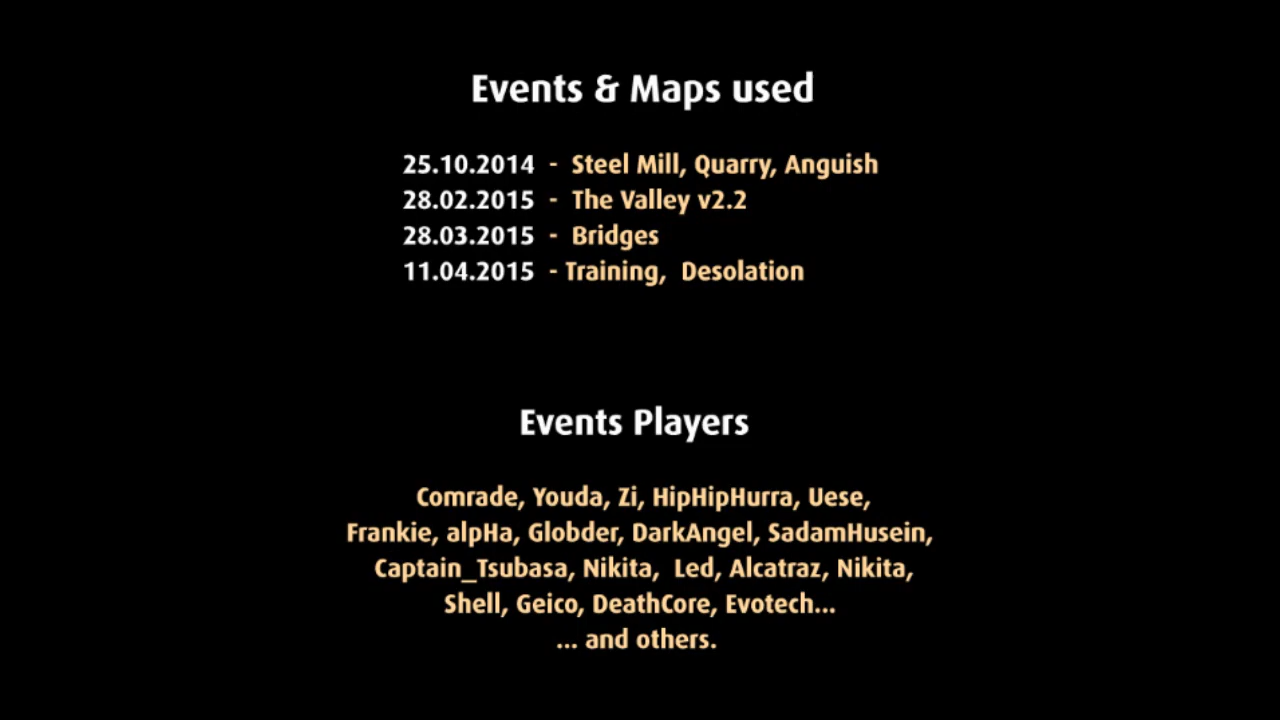 Events & Maps used
25.10.2014 - Steel Mill, Quarry, Anguish
28.02.2015 - The Valley v2.2
28.03.2015 - Bridges
11.04.2015 - Training, Desolation
Events Players
Comrade, Youda, Zi, HipHipHurra, Uese,
Frankie, alpHa, Globder, DarkAngel, SadamHusein,
Captain_Tsubasa, Nikita, Led, Alcatraz, Nikita,
Shell, Geico, DeathCore, Evotech...
... and others.